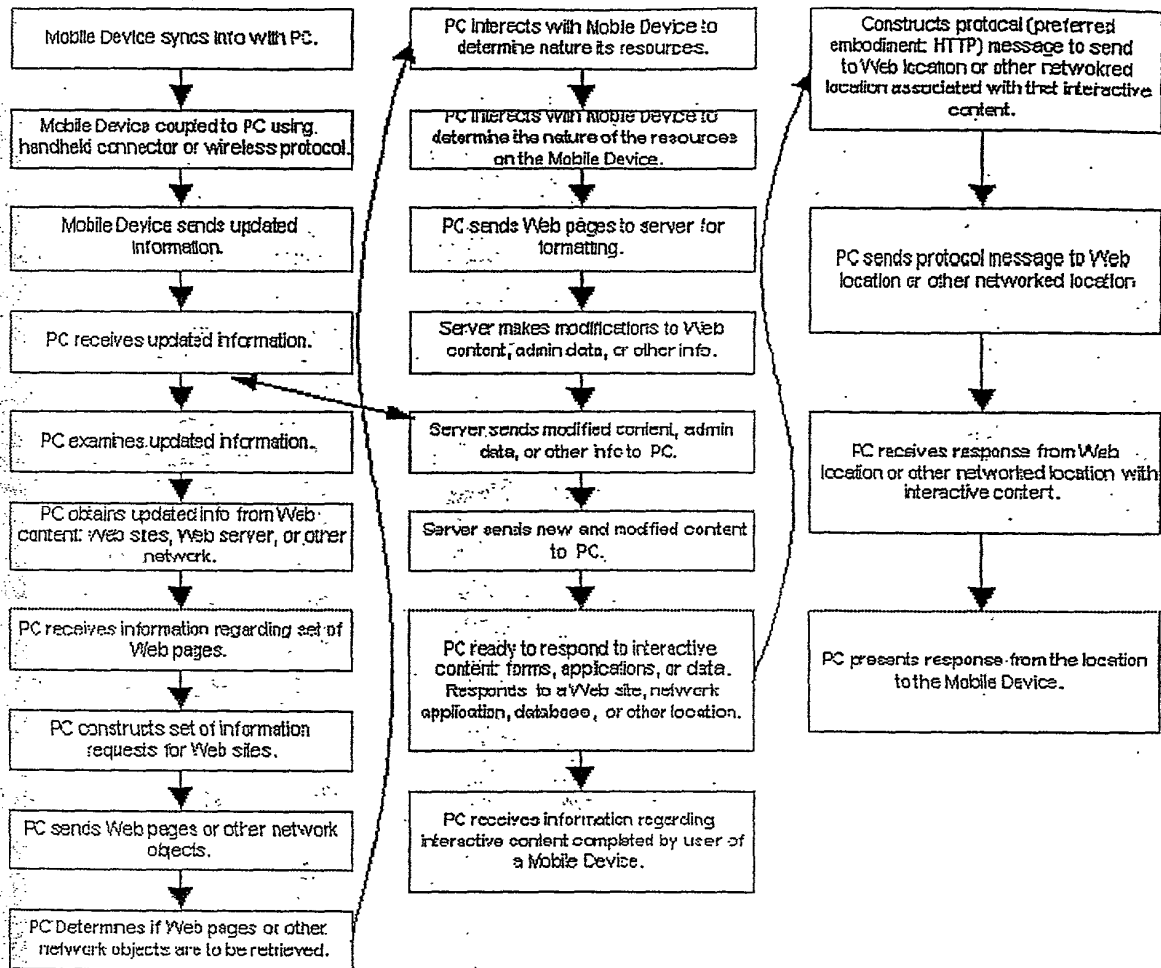 Mobile Device syncs info with PC.
Mobile Device coupled to PC using
handheld connector or wireless protocol.
Mobile Device sends updated
information.
PC receives updated information.
PC examines updated information.
PC obtains updated info from Web
content: Web sites, Web server, or other
network.
PC receives information regarding set of
Web pages.
PC constructs set of information
requests for Web sites.
PC sends Web pages or other network
objects.
PC Determines if Web pages or other
network objects are to be retrieved.
PC interacts with Mobile Device to
determine nature its resources.
PC interacts with Mobile Device to
determine the nature of the resources
on the Mobile Device.
PC sends Web pages to server for
formatting.
Server makes modifications to Web
content, admin data, or other info.
Server sends modified content, admin
data, or other info to PC.
Server sends new and modified content
to PC.
PC ready to respond to interactive
content: forms, applications, or data.
Responds to a Web site, network
application, database, or other location.
PC receives information regarding
interactive content completed by user of
a Mobile Device.
Constructs protocal (preferred
embodiment: HTTP) message to send
to Web location or other netwokred
location associated with thet interactive
content.
PC sends protocol message to Web
location or other networked location
PC receives response from Web
location or other networked location with
interactive content.
PC presents response from the location
to the Mobile Device.